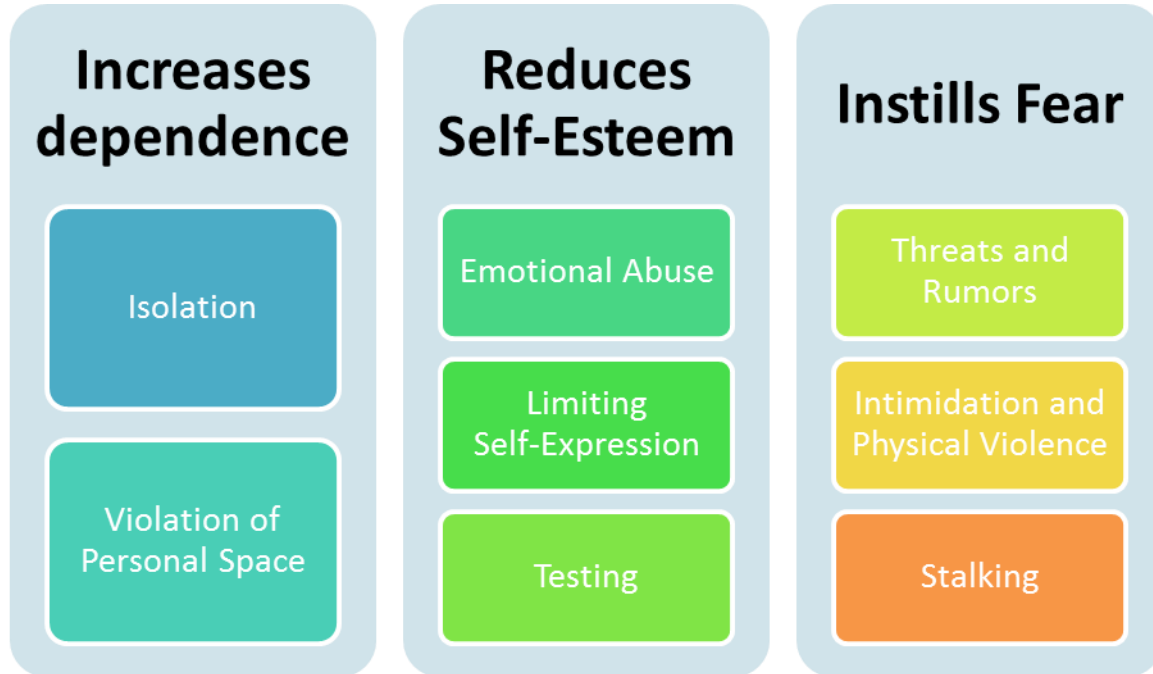 Increases
dependence
Isolation
Violation of
Personal Space
Reduces
Self-Esteem
Emotional Abuse
Limiting
Self-Expression
Testing
Instills Fear
Threats and
Rumors
Intimidation and
Physical Violence
Stalking